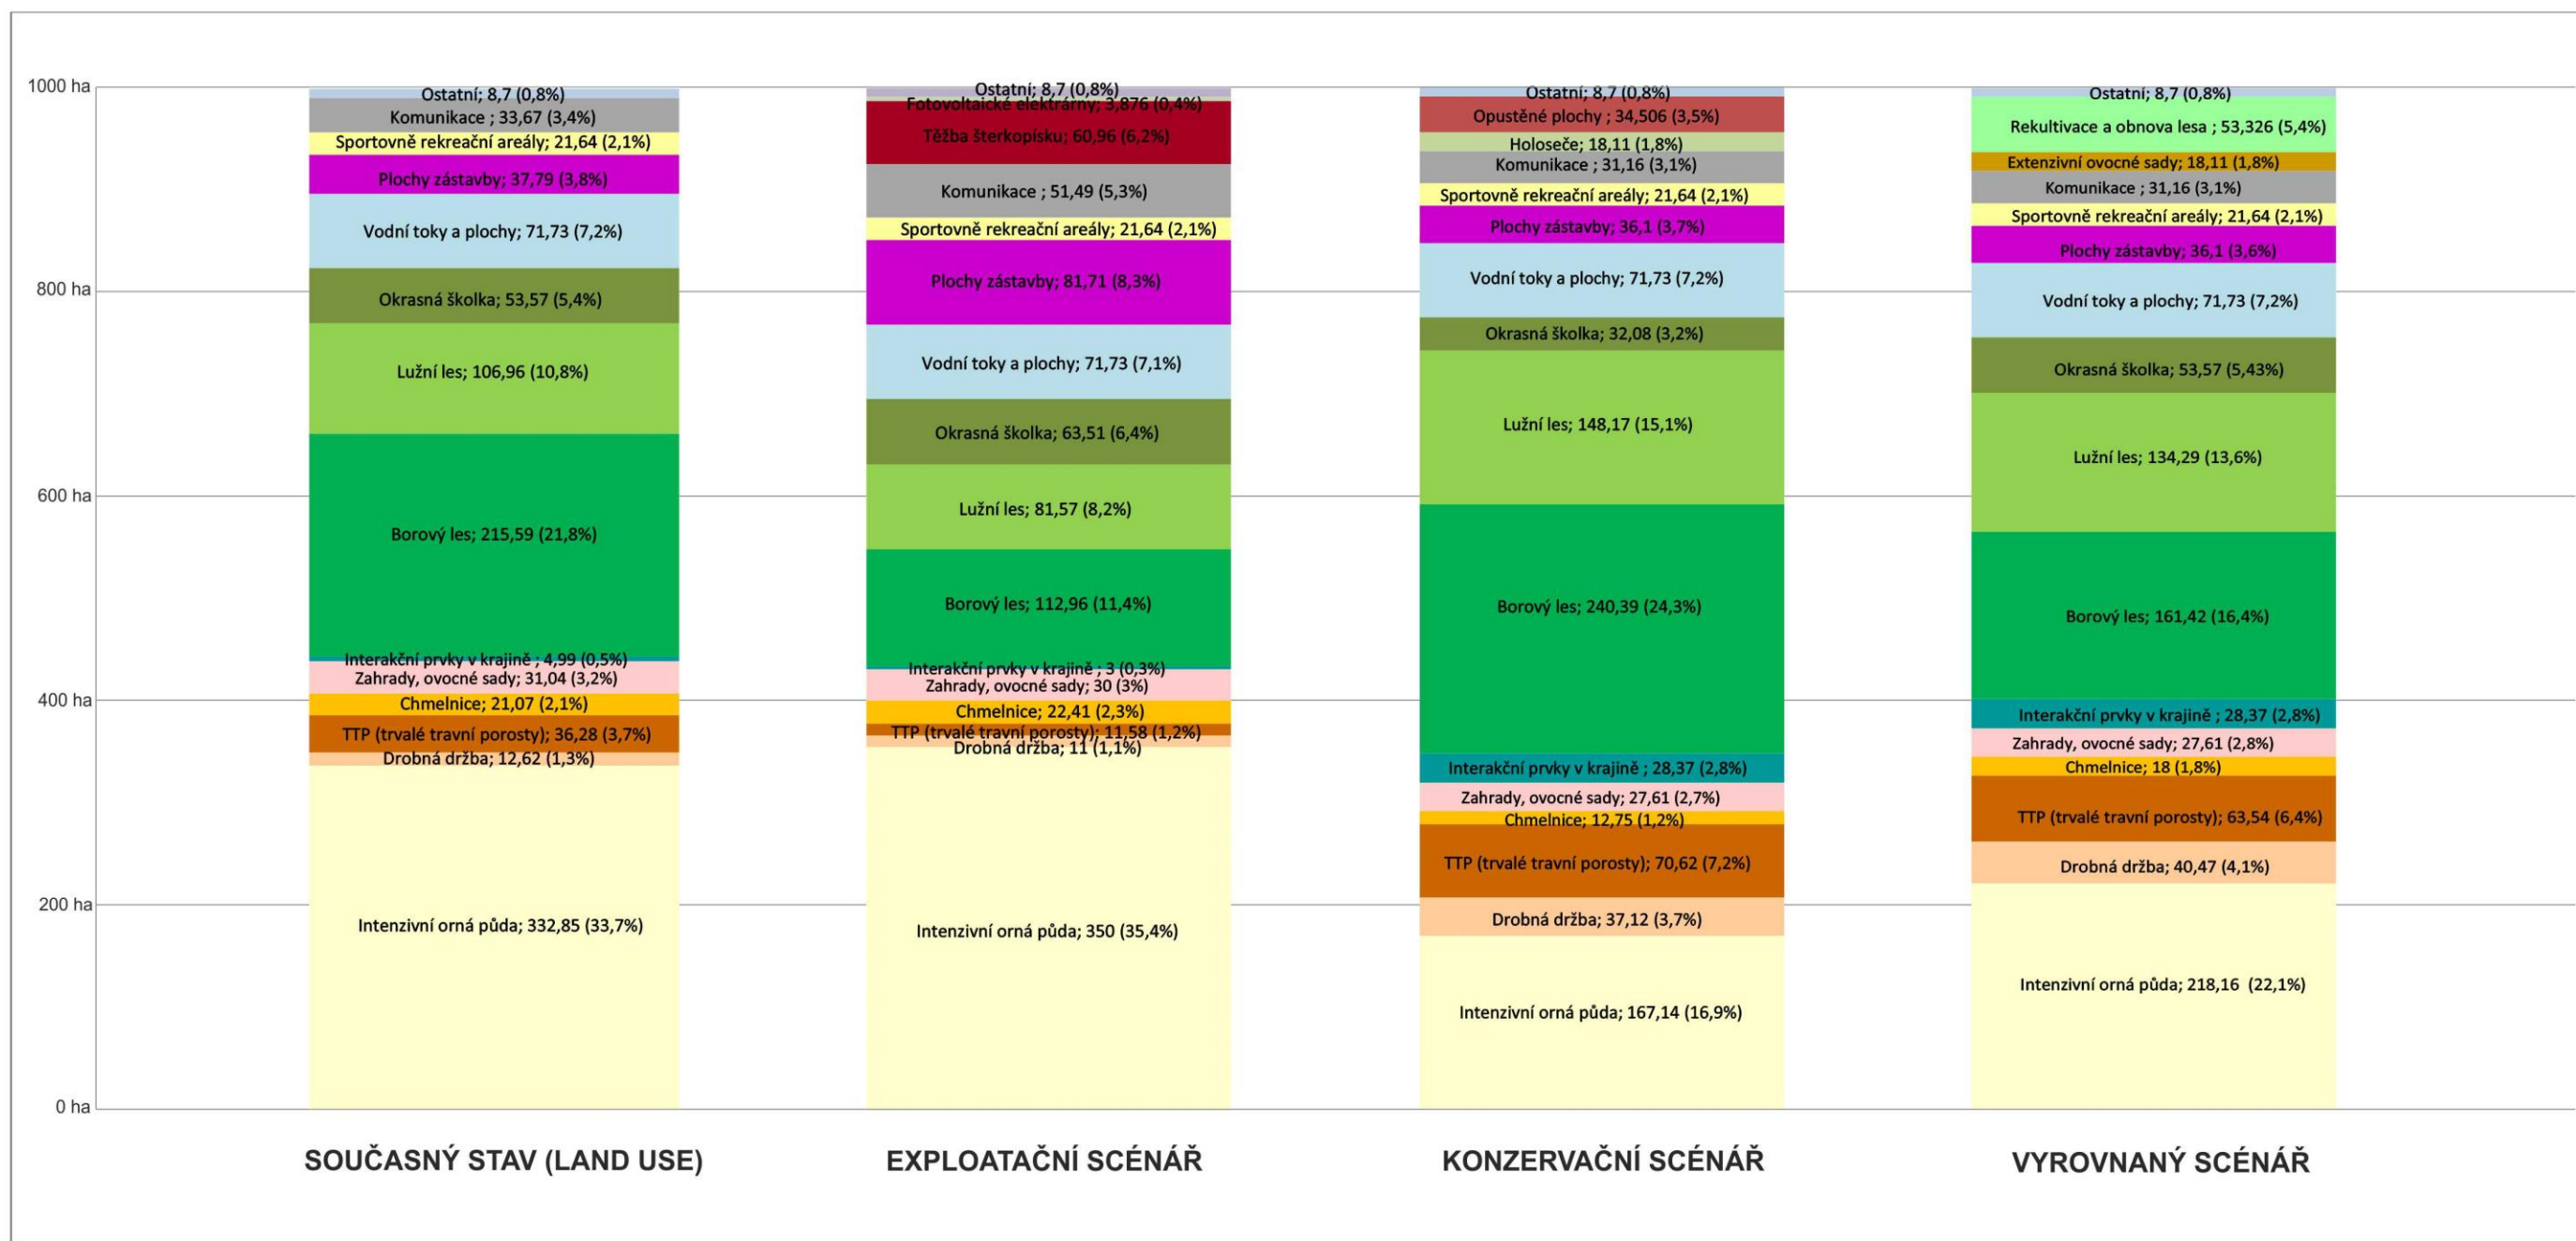 1000 ha
800 ha
600 ha
400 ha
200 ha
0 ha
Ostatní; 8,7 (0,8%)
Komunikace ; 33,67 (3,4%)
Sportovně rekreační areály; 21,64 (2,1%)
Plochy zástavby; 37,79 (3,8%)
Vodní toky a plochy; 71,73 (7,2%)
Okrasná školka; 53,57 (5,4%)
Lužní les; 106,96 (10,8%)
Borový les; 215,59 (21,8%)
Interakční prvky v krajině ; 4,99 (0,5%)
Zahrady, ovocné sady; 31,04 (3,2%)
Chmelnice; 21,07 (2,1%)
TTP (trvalé travní porosty); 36,28 (3,7%)
Drobná držba; 12,62 (1,3%)
Intenzivní orná půda; 332,85 (33,7%)
SOUČASNÝ STAV (LAND USE)
Ostatní; 8,7 (0,8%)
Fotovoltaické elektrárny; 3,876 (0,4%)
Těžba šterkopísku; 60,96 (6,2%)
Komunikace ; 51,49 (5,3%)
Sportovně rekreační areály; 21,64 (2,1%)
Plochy zástavby; 81,71 (8,3%)
Vodní toky a plochy; 71,73 (7,1%)
Okrasná školka; 63,51 (6,4%)
Lužní les; 81,57 (8,2%)
Borový les; 112,96 (11,4%)
Interakční prvky v krajině ; 3 (0,3%)
Zahrady, ovocné sady; 30 (3%)
Chmelnice; 22,41 (2,3%)
TTP (trvalé travní porosty); 11,58 (1,2%)
Drobná držba; 11 (1,1%)
Intenzivní orná půda; 350 (35,4%)
EXPLOATAČNÍ SCÉNÁŘ
Ostatní; 8,7 (0,8%)
Opustěné plochy ; 34,506 (3,5%)
Holoseče; 18,11 (1,8%)
Komunikace ; 31,16 (3,1%)
Sportovně rekreační areály; 21,64 (2,1%)
Plochy zástavby; 36,1 (3,7%)
Vodní toky a plochy; 71,73 (7,2%)
Okrasná školka; 32,08 (3,2%)
Lužní les; 148,17 (15,1%)
Borový les; 240,39 (24,3%)
Interakční prvky v krajině ; 28,37 (2,8%)
Zahrady, ovocné sady; 27,61 (2,7%)
Chmelnice; 12,75 (1,2%)
TTP (trvalé travní porosty); 70,62 (7,2%)
Drobná držba; 37,12 (3,7%)
Intenzivní orná půda; 167,14 (16,9%)
KONZERVAČNÍ SCÉNÁŘ
Ostatní; 8,7 (0,8%)
Rekultivace a obnova lesa ; 53,326 (5,4%)
Extenzivní ovocné sady; 18,11 (1,8%)
Komunikace ; 31,16 (3,1%)
Sportovně rekreační areály; 21,64 (2,1%)
Plochy zástavby; 36,1 (3,6%)
Vodní toky a plochy; 71,73 (7,2%)
Okrasná školka; 53,57 (5,43%)
Lužní les; 134,29 (13,6%)
Borový les; 161,42 (16,4%)
Interakční prvky v krajině ; 28,37 (2,8%)
Zahrady, ovocné sady; 27,61 (2,8%)
Chmelnice; 18 (1,8%)
TTP (trvalé travní porosty); 63,54 (6,4%)
Drobná držba; 40,47 (4,1%)
Intenzivní orná půda; 218,16 (22,1%)
VYROVNANÝ SCÉNÁŘ